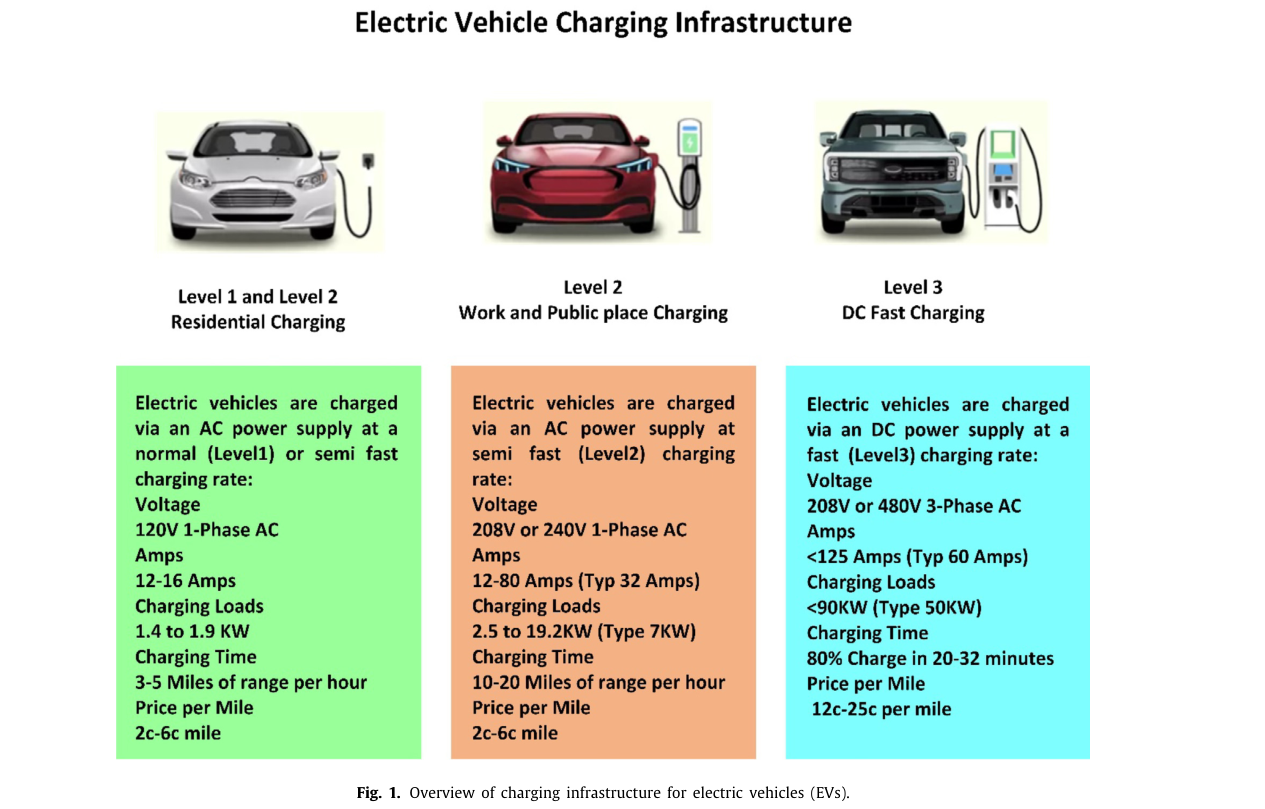 Electric Vehicle Charging Infrastructure
Level 1 and Level 2
Residential Charging
Level 2
Work and Public place Charging
Level 3
DC Fast Charging
Electric vehicles are charged
via an AC power supply at a
normal (Level1) or semi fast
charging rate:
Voltage
120V 1-Phase AC
Amps
12-16 Amps
Charging Loads
1.4 to 1.9 KW
Charging Time
3-5 Miles of range per hour
Price per Mile
2c-6c mile
Electric vehicles are charged
via an AC power supply at
semi fast (Level2) charging
rate:
Voltage
208V or 240V 1-Phase AC
Amps
12-80 Amps (Typ 32 Amps)
Charging Loads
2.5 to 19.2KW (Type 7KW)
Charging Time
10-20 Miles of range per hour
Price per Mile
2c-6c mile
Electric vehicles are charged
via an DC power supply at a
fast (Level3) charging rate:
Voltage
208V or 480V 3-Phase AC
Amps
<125 Amps (Typ 60 Amps)
Charging Loads
<90KW (Type 50KW)
Charging Time
80% Charge in 20-32 minutes
Price per Mile
12c-25c per mile
Fig. 1. Overview of charging infrastructure for electric vehicles (EVs).